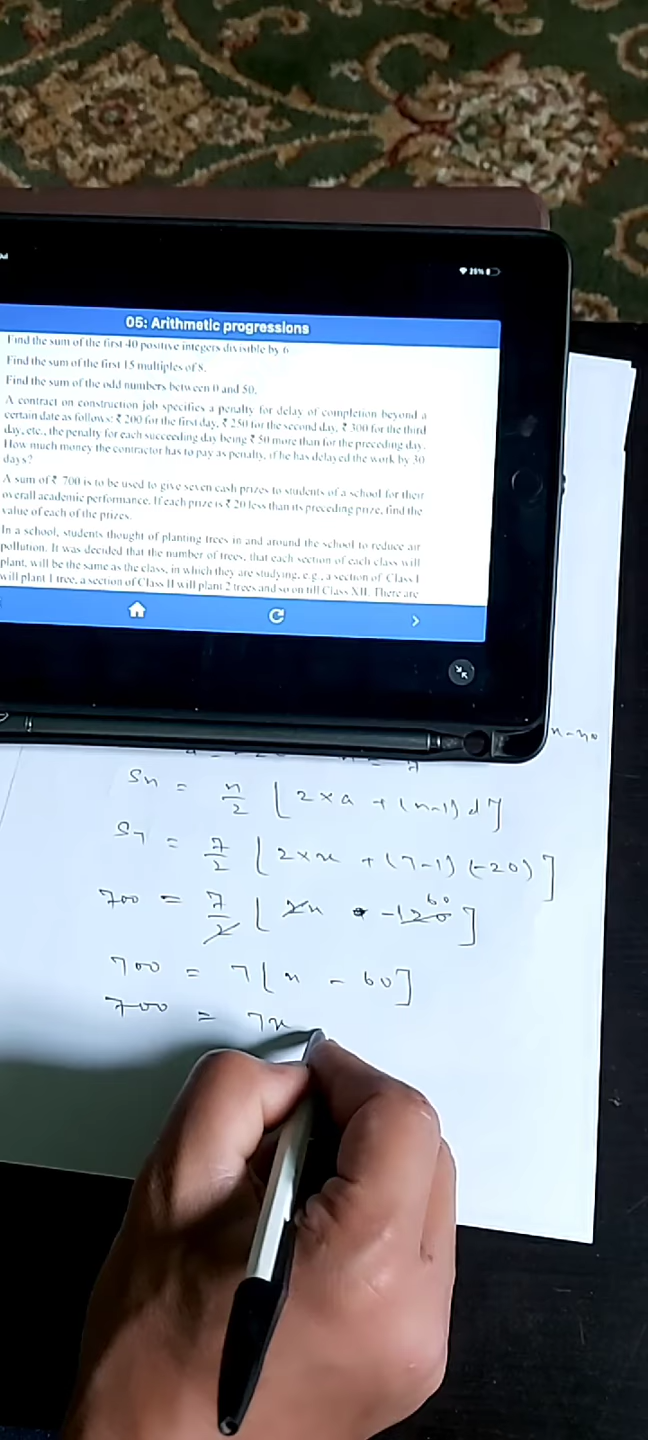 25%
05: Arithmetic progressions
Find the sum of the first 40 positive integers divisible by 6
Find the sum of the first 15 multiples of 8.
Find the sum of the odd numbers between 0 and 50.
A contract on construction job specifies a penalty for delay of completion beyond a
certain date as follows: ₹ 200 for the first day, ₹ 250 for the second day, ₹ 300 for the third
day, etc., the penalty for each succeeding day being ₹ 50 more than for the preceding day.
How much money the contractor has to pay as penalty, if he has delayed the work by 30
days?
A sum of ₹ 700 is to be used to give seven cash prizes to students of a school for their
overall academic performance. If each prize is ₹ 20 less than its preceding prize, find the
value of each of the prizes.
In a school, students thought of planting trees in and around the school to reduce air
pollution. It was decided that the number of trees, that each section of each class will
plant, will be the same as the class, in which they are studying, e.g., a section of Class I
will plant 1 tree, a section of Class II will plant 2 trees and so on till Class XII. There are
Sn = n/2 [2×a + (n-1)d]
S7 = 7/2 [2×x + (7-1) (-20)]
700 = 7/2 [2x -120 60]
700 = 7[x - 60]
700 = 7x